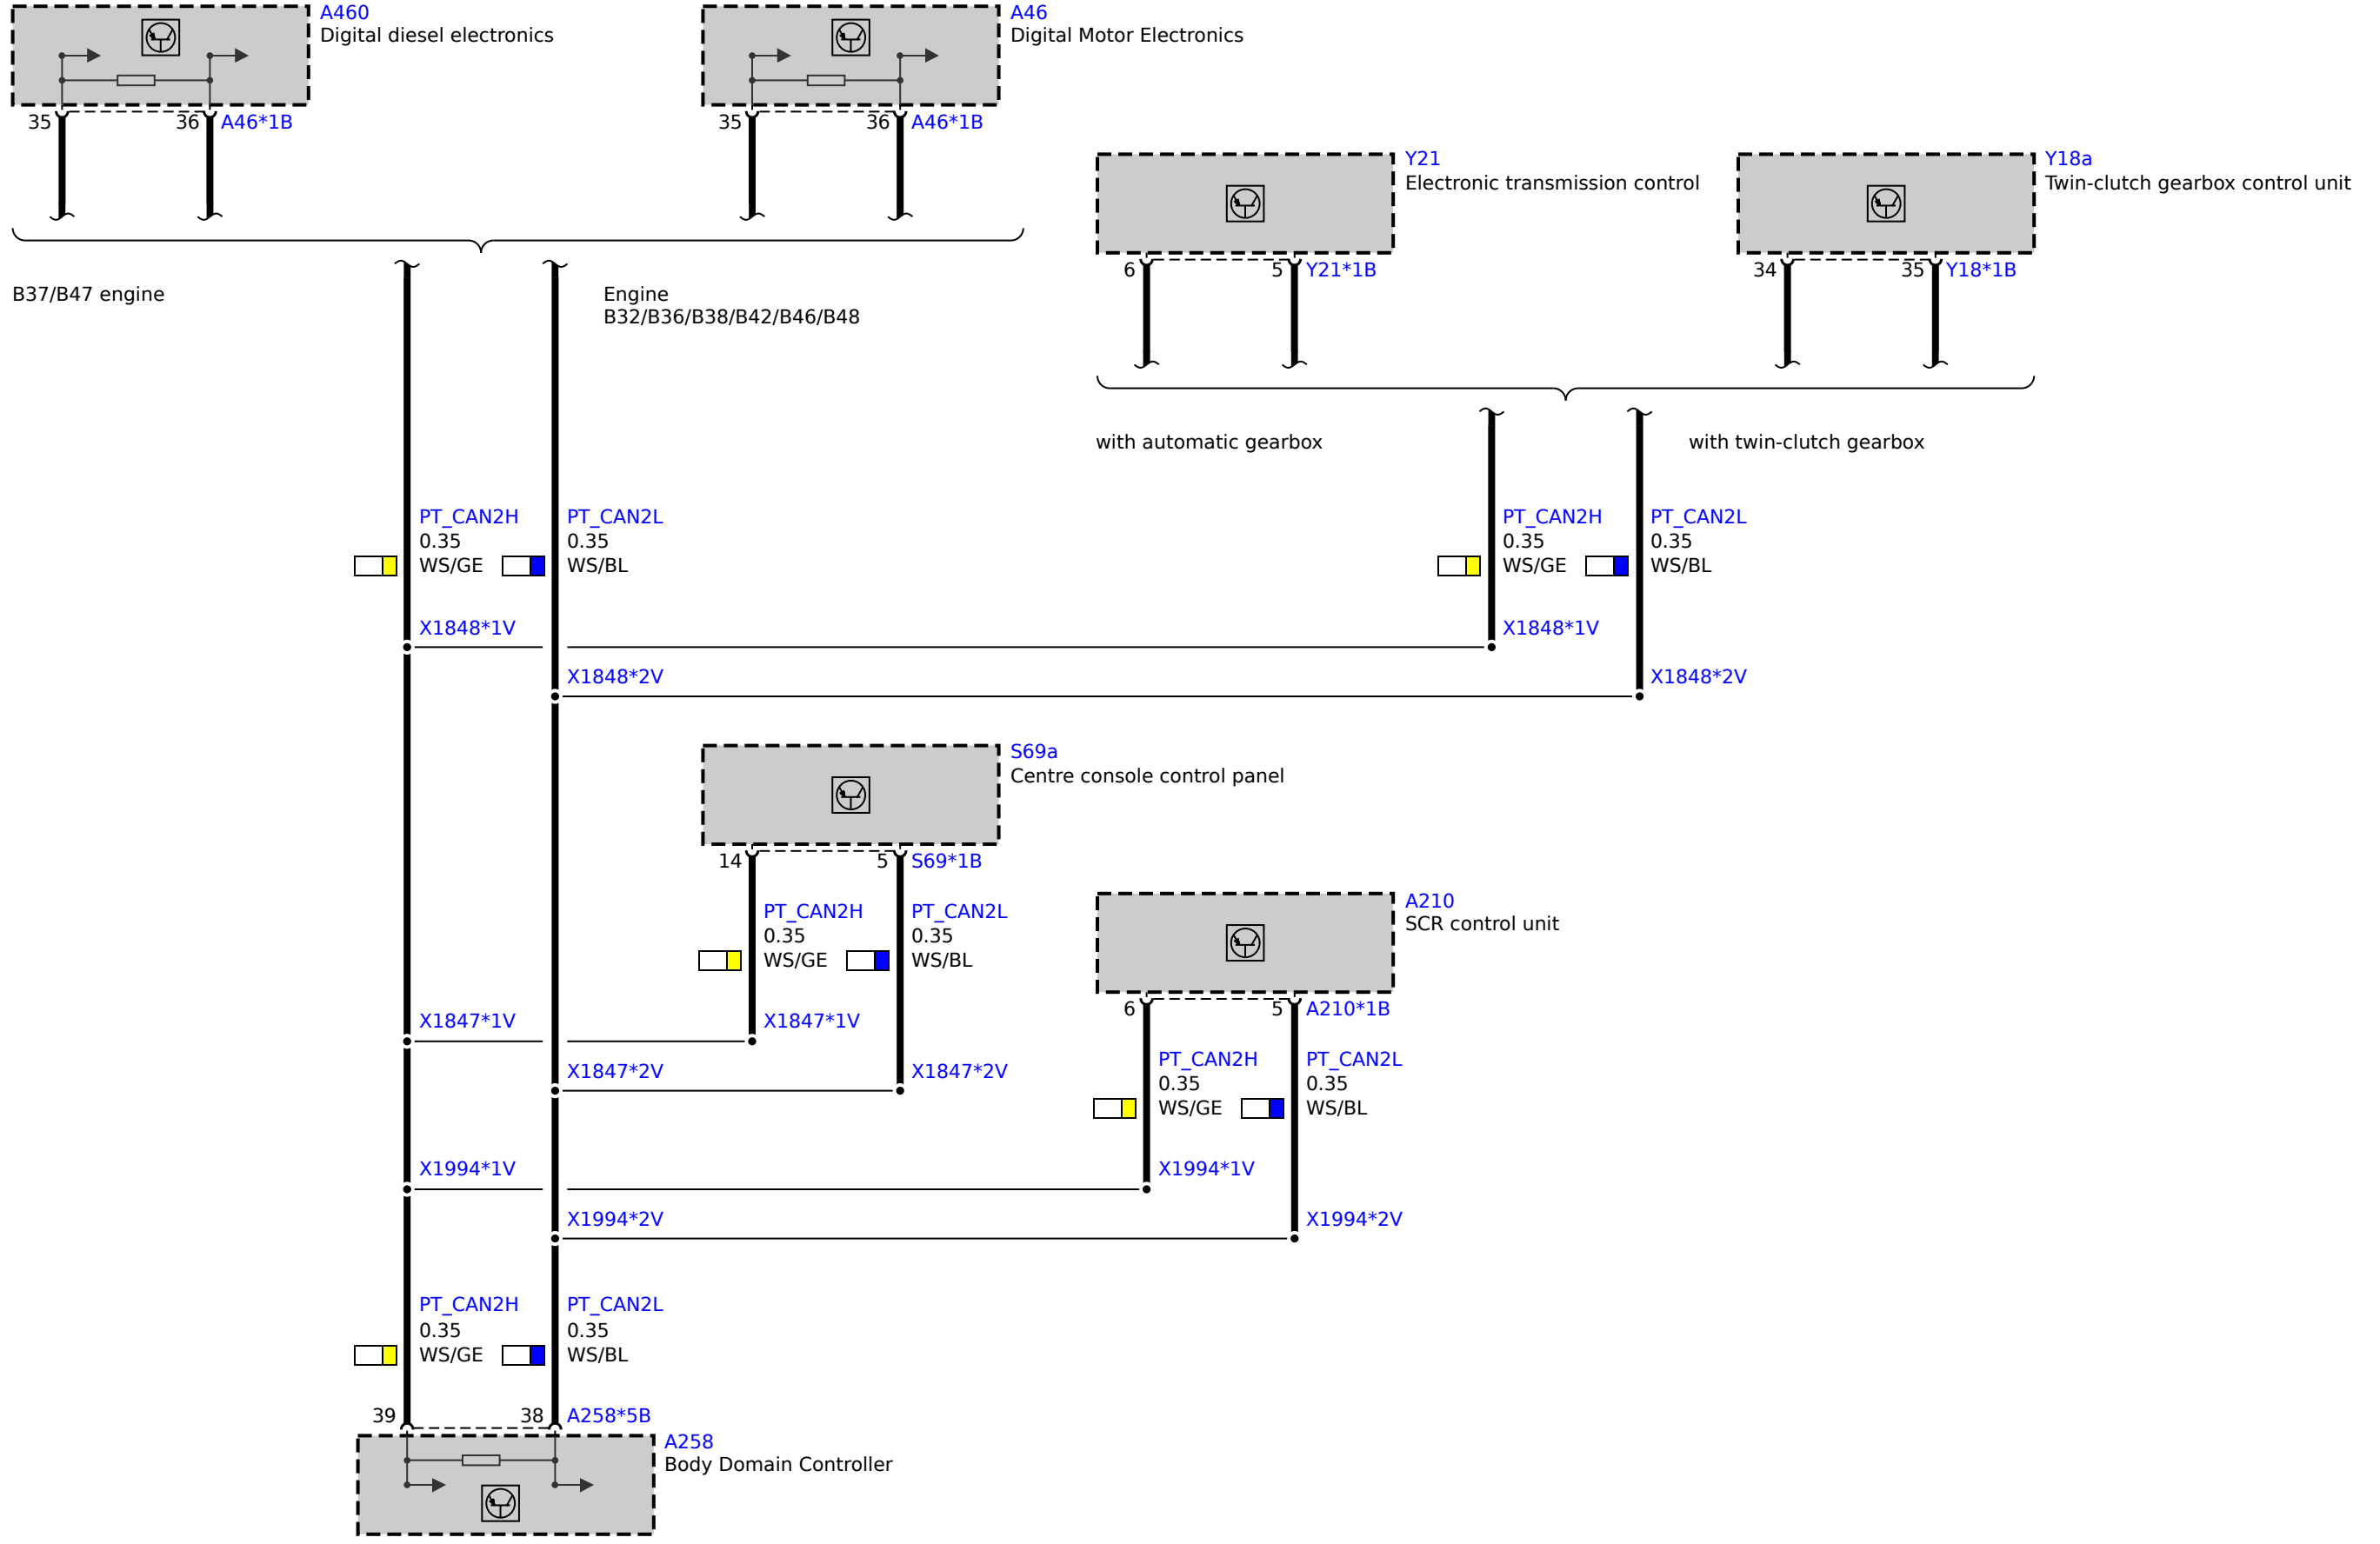 A460
Digital diesel electronics
A46
Digital Motor Electronics
35
36
A46*1B
35
36
A46*1B
Y21
Electronic transmission control
Y18a
Twin-clutch gearbox control unit
6
5
Y21*1B
34
35
Y18*1B
B37/B47 engine
Engine
B32/B36/B38/B42/B46/B48
with automatic gearbox
with twin-clutch gearbox
PT_CAN2H
0.35
WS/GE
PT_CAN2L
0.35
WS/BL
PT_CAN2H
0.35
WS/GE
PT_CAN2L
0.35
WS/BL
X1848*1V
X1848*1V
X1848*2V
X1848*2V
S69a
Centre console control panel
14
5
S69*1B
PT_CAN2H
0.35
WS/GE
PT_CAN2L
0.35
WS/BL
A210
SCR control unit
6
5
A210*1B
X1847*1V
X1847*1V
X1847*2V
X1847*2V
PT_CAN2H
0.35
WS/GE
PT_CAN2L
0.35
WS/BL
X1994*1V
X1994*1V
X1994*2V
X1994*2V
PT_CAN2H
0.35
WS/GE
PT_CAN2L
0.35
WS/BL
39
38
A258*5B
A258
Body Domain Controller